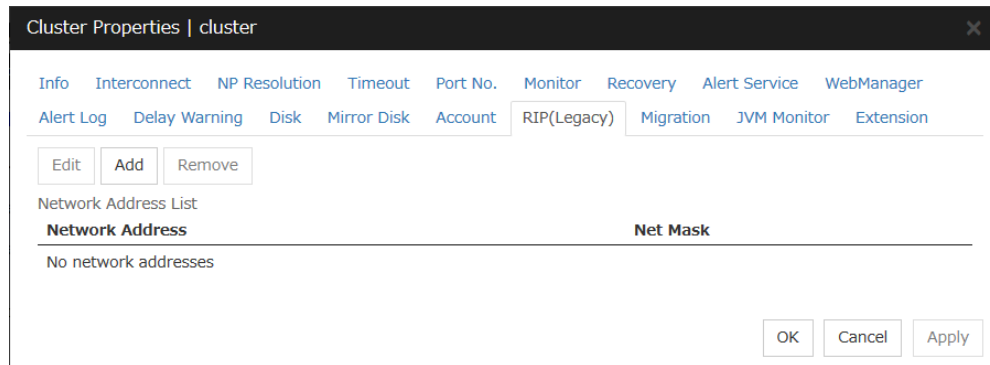 Cluster Properties | cluster
Info Interconnect NP Resolution Timeout Port No. Monitor Recovery Alert Service WebManager
Alert Log Delay Warning Disk Mirror Disk Account RIP(Legacy) Migration JVM Monitor Extension
Edit Add Remove
Network Address List
Network Address Net Mask
No network addresses
OK Cancel Apply